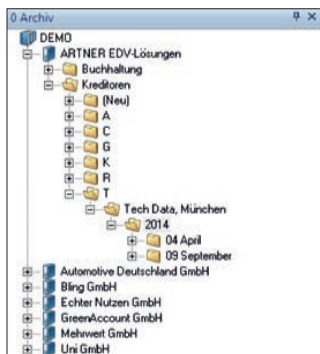 0 Archiv
DEMO
ARTNER EDV-Lösungen
Buchhaltung
Kreditoren
(Neu)
A
C
G
K
R
T
Tech Data, München
2014
04 April
09 September
Automotive Deutschland GmbH
Bling GmbH
Echter Nutzen GmbH
GreenAccount GmbH
Mehrwert GmbH
Uni GmbH